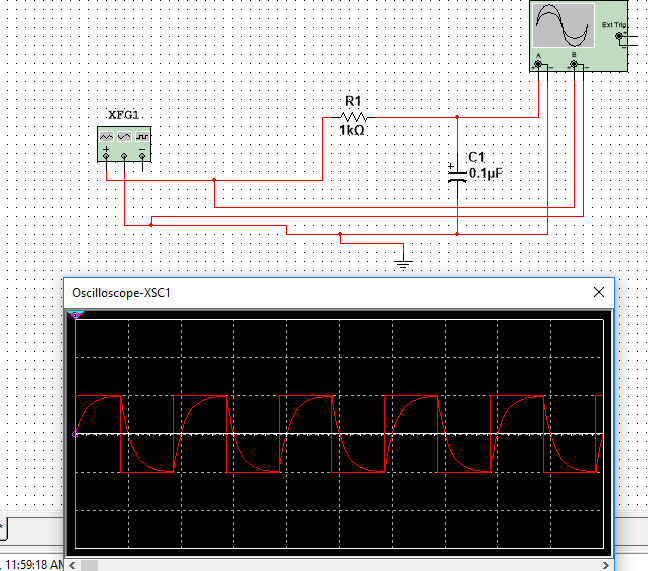 Ext Trig
+
-
A
B
+ - + -
XFG1
+ -
R1
1kΩ
C1
+
0.1µF
Oscilloscope-XSC1
11:59:18 AM